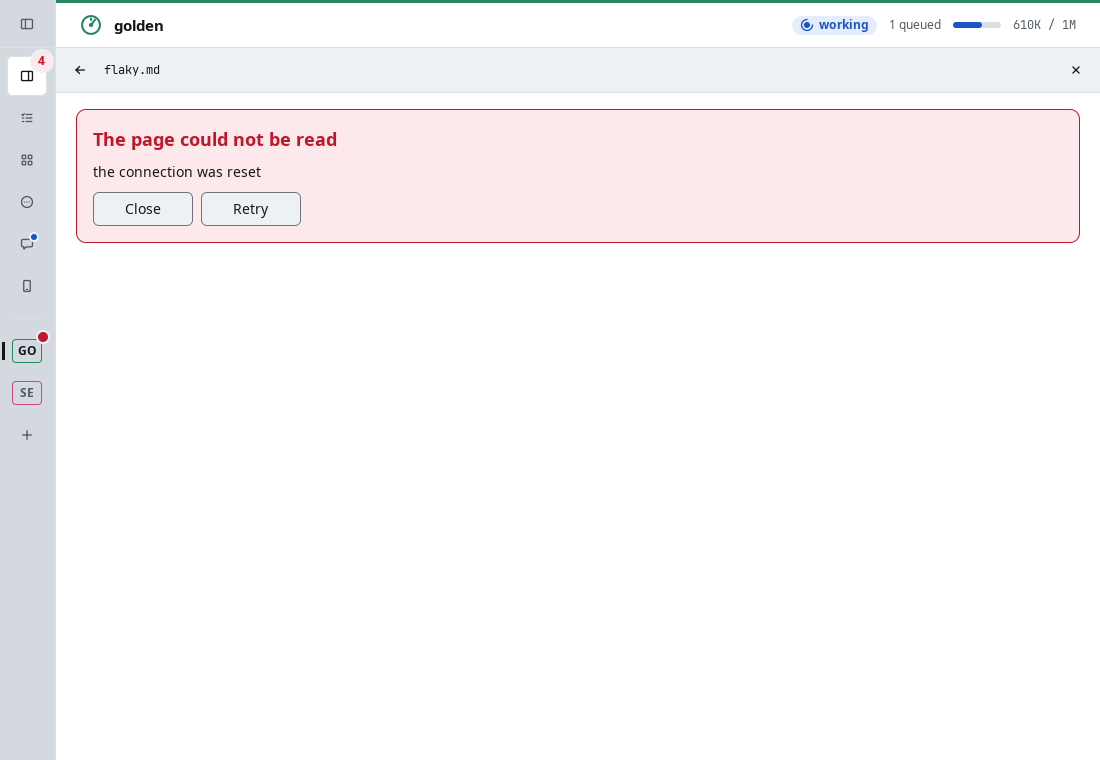 golden
working
1 queued
610K / 1M
4
flaky.md
The page could not be read
the connection was reset
Close
Retry
GO
SE